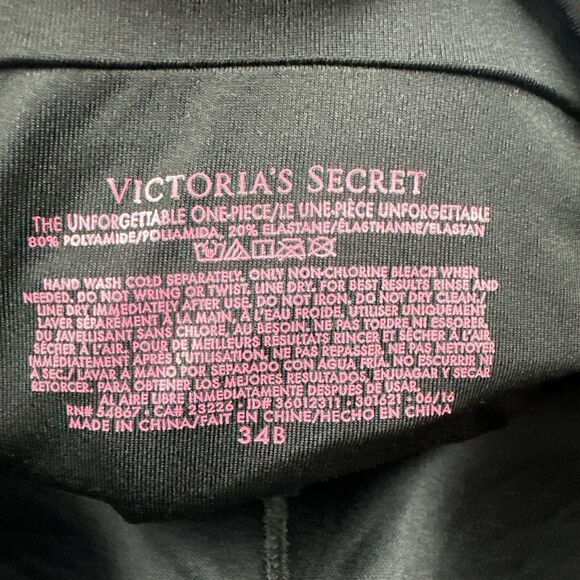 VICTORIA'S SECRET
THE UNFORGETTABLE ONE-PIECE/LE UNE-PIÈCE UNFORGETTABLE
80% POLYAMIDE/POLIAMIDA, 20% ELASTANE/ÉLASTHANNE/ELASTAN
HAND WASH COLD SEPARATELY, ONLY NON-CHLORINE BLEACH WHEN
NEEDED, DO NOT WRING OR TWIST, LINE DRY, FOR BEST RESULTS RINSE AND
LINE DRY IMMEDIATELY AFTER USE, DO NOT IRON, DO NOT DRY CLEAN /
LAVER SÉPARÉMENT À LA MAIN, À L'EAU FROIDE, UTILISER UNIQUEMENT
DU JAVELLISANT SANS CHLORE, AU BESOIN, NE PAS TORDRE NI ESSORER,
SÉCHER À L'AIR, POUR DE MEILLEURS RÉSULTATS RINCER ET SÉCHER À L'AIR
IMMÉDIATEMENT APRÈS L'UTILISATION, NE PAS REPASSER, NE PAS NETTOYER
À SEC/ LAVAR A MANO POR SEPARADO CON AGUA FRÍA, NO ESCURRIR NI
RETORCER, PARA OBTENER LOS MEJORES RESULTADOS, ENJUAGAR Y SECAR
AL AIRE LIBRE INMEDIATAMENTE DESPUÉS DE USAR.
RN# 54867 · CA# 23226 · ID# 36012311 · 301621 · 06/16
MADE IN CHINA/FAIT EN CHINE/HECHO EN CHINA
34B